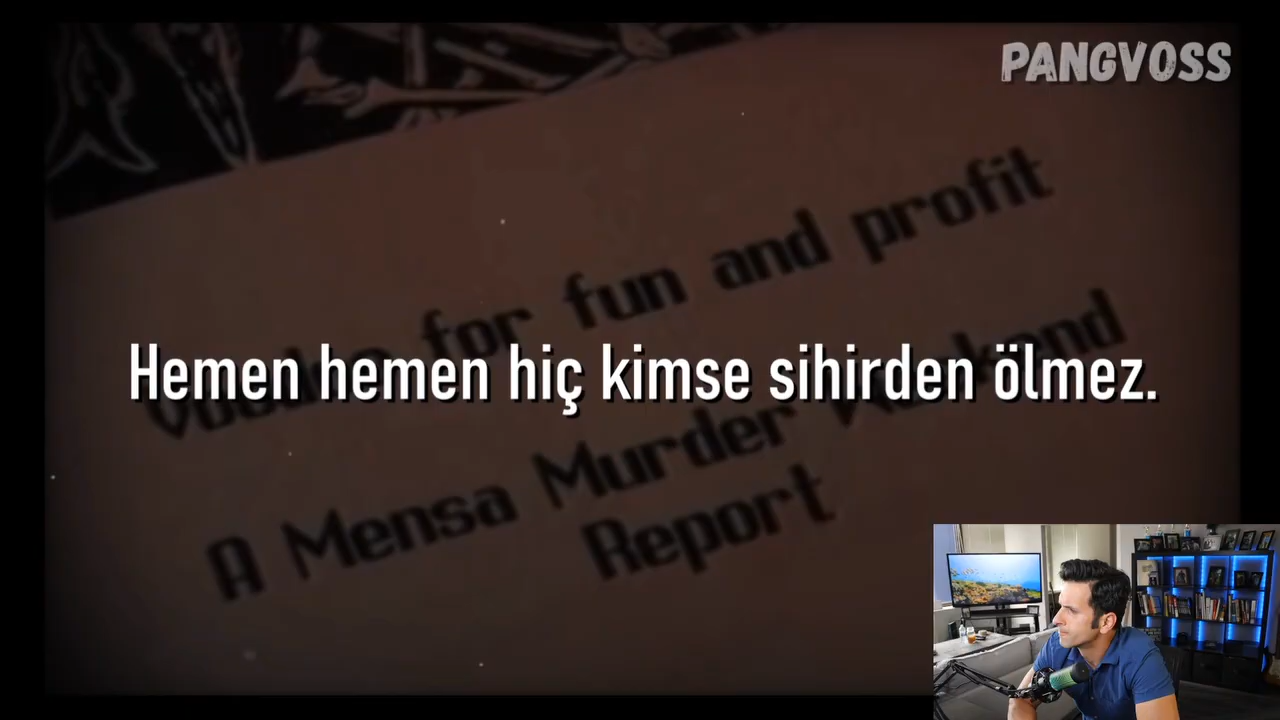 PANGVOSS
for fun and profit
Hemen hemen hiç kimse sihirden ölmez.
A Mensa Murder
Report